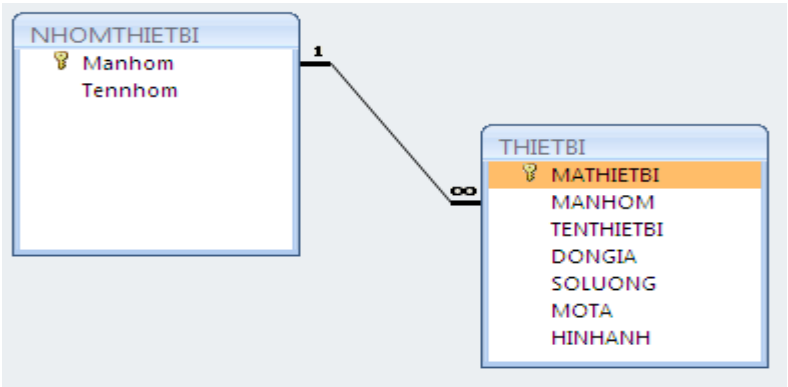 NHOMTHIETBI
Manhom
Tennhom
1
∞
THIETBI
MATHIETBI
MANHOM
TENTHIETBI
DONGIA
SOLUONG
MOTA
HINHANH